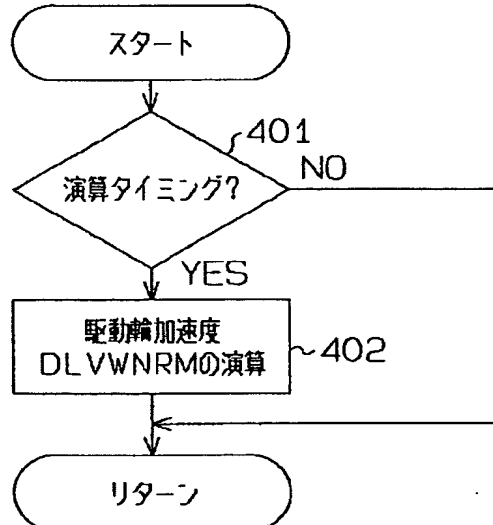 スタート
401
演算タイミング?
NO
YES
駆動輪加速度
DLVWNRMの演算
402
リターン